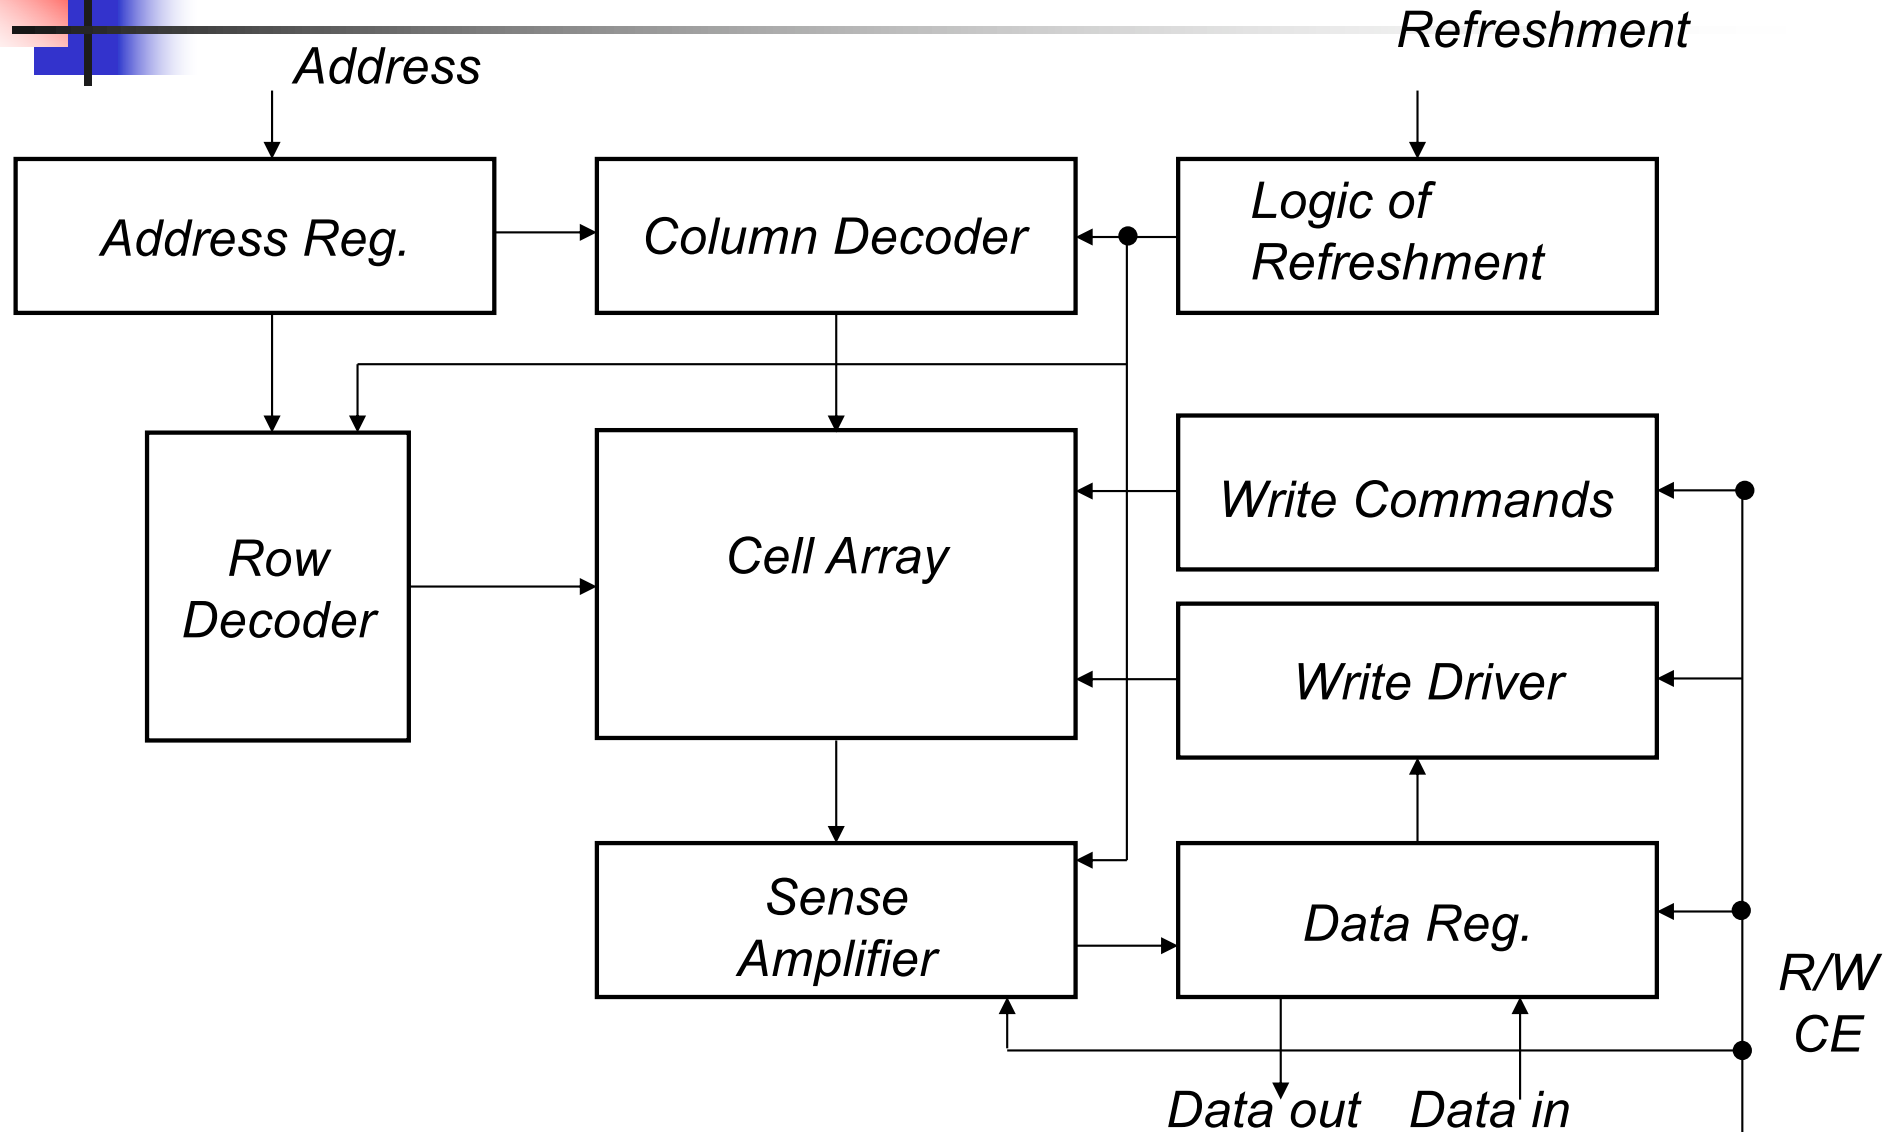 Refreshment
Address
Address Reg.
Column Decoder
Logic of
Refreshment
Row
Decoder
Cell Array
Write Commands
Write Driver
Sense
Amplifier
Data Reg.
R/W
CE
Data out
Data in